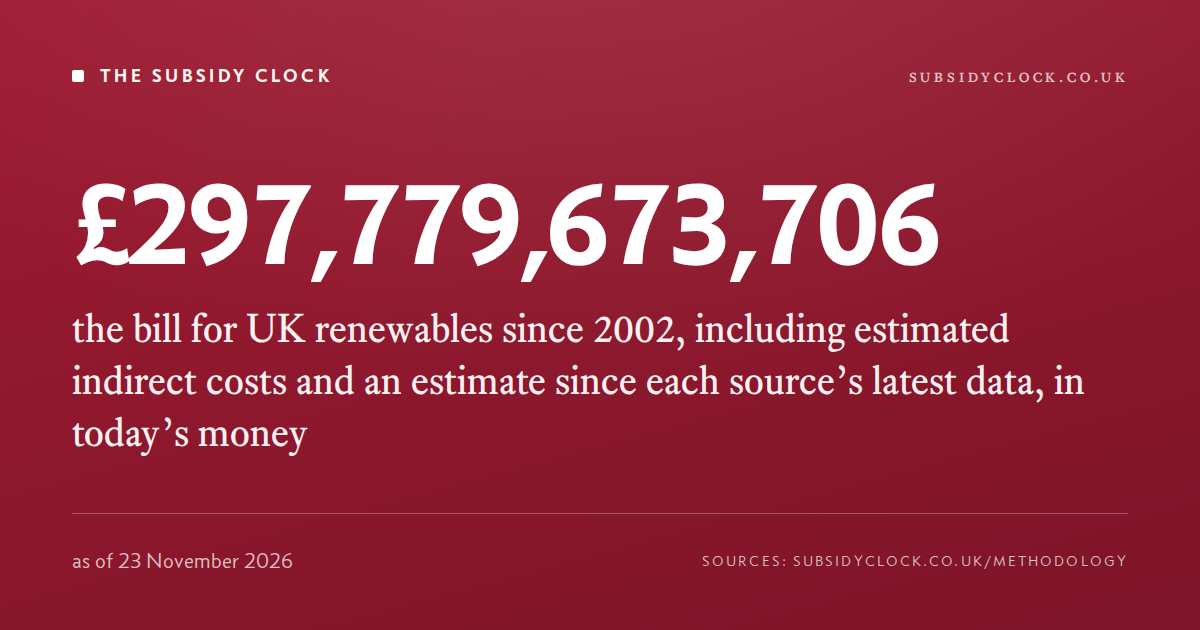 THE SUBSIDY CLOCK
SUBSIDYCLOCK.CO.UK
£297,779,673,706
the bill for UK renewables since 2002, including estimated
indirect costs and an estimate since each source’s latest data, in
today’s money
as of 23 November 2026
SOURCES: SUBSIDYCLOCK.CO.UK/METHODOLOGY